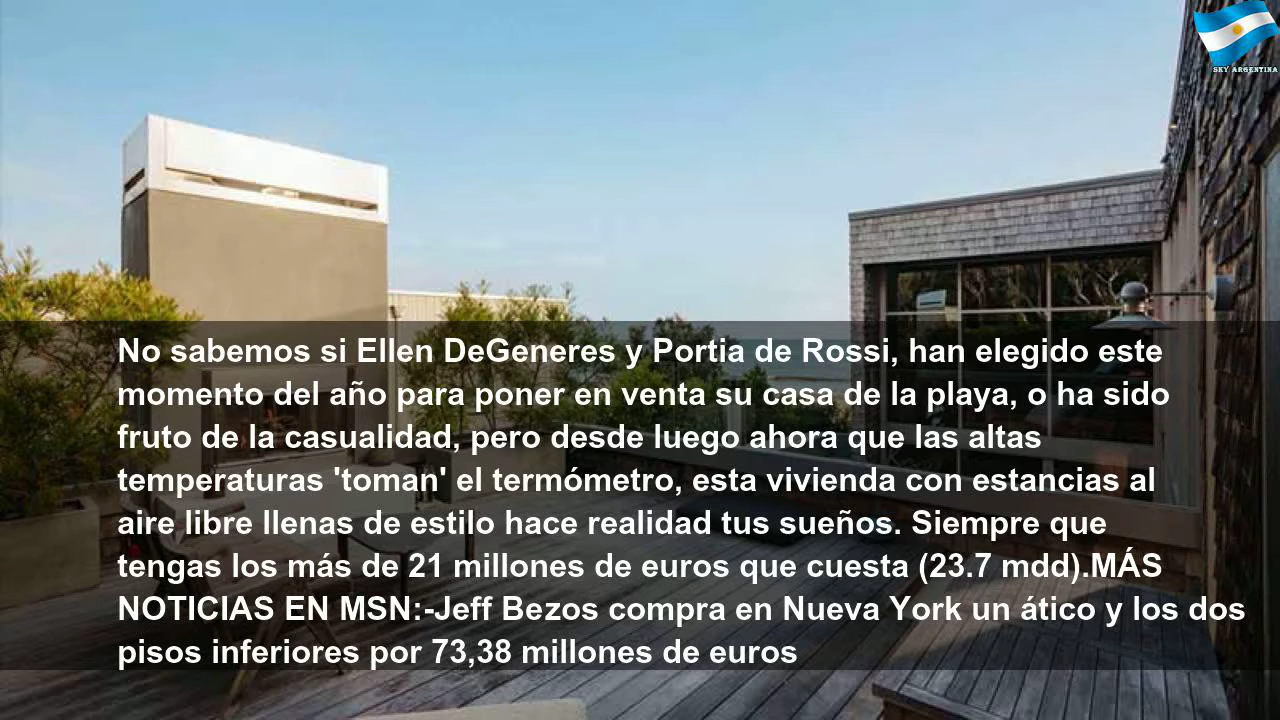 SKY ARGENTINA
No sabemos si Ellen DeGeneres y Portia de Rossi, han elegido este
momento del año para poner en venta su casa de la playa, o ha sido
fruto de la casualidad, pero desde luego ahora que las altas
temperaturas 'toman' el termómetro, esta vivienda con estancias al
aire libre llenas de estilo hace realidad tus sueños. Siempre que
tengas los más de 21 millones de euros que cuesta (23.7 mdd).MÁS
NOTICIAS EN MSN:-Jeff Bezos compra en Nueva York un ático y los dos
pisos inferiores por 73,38 millones de euros